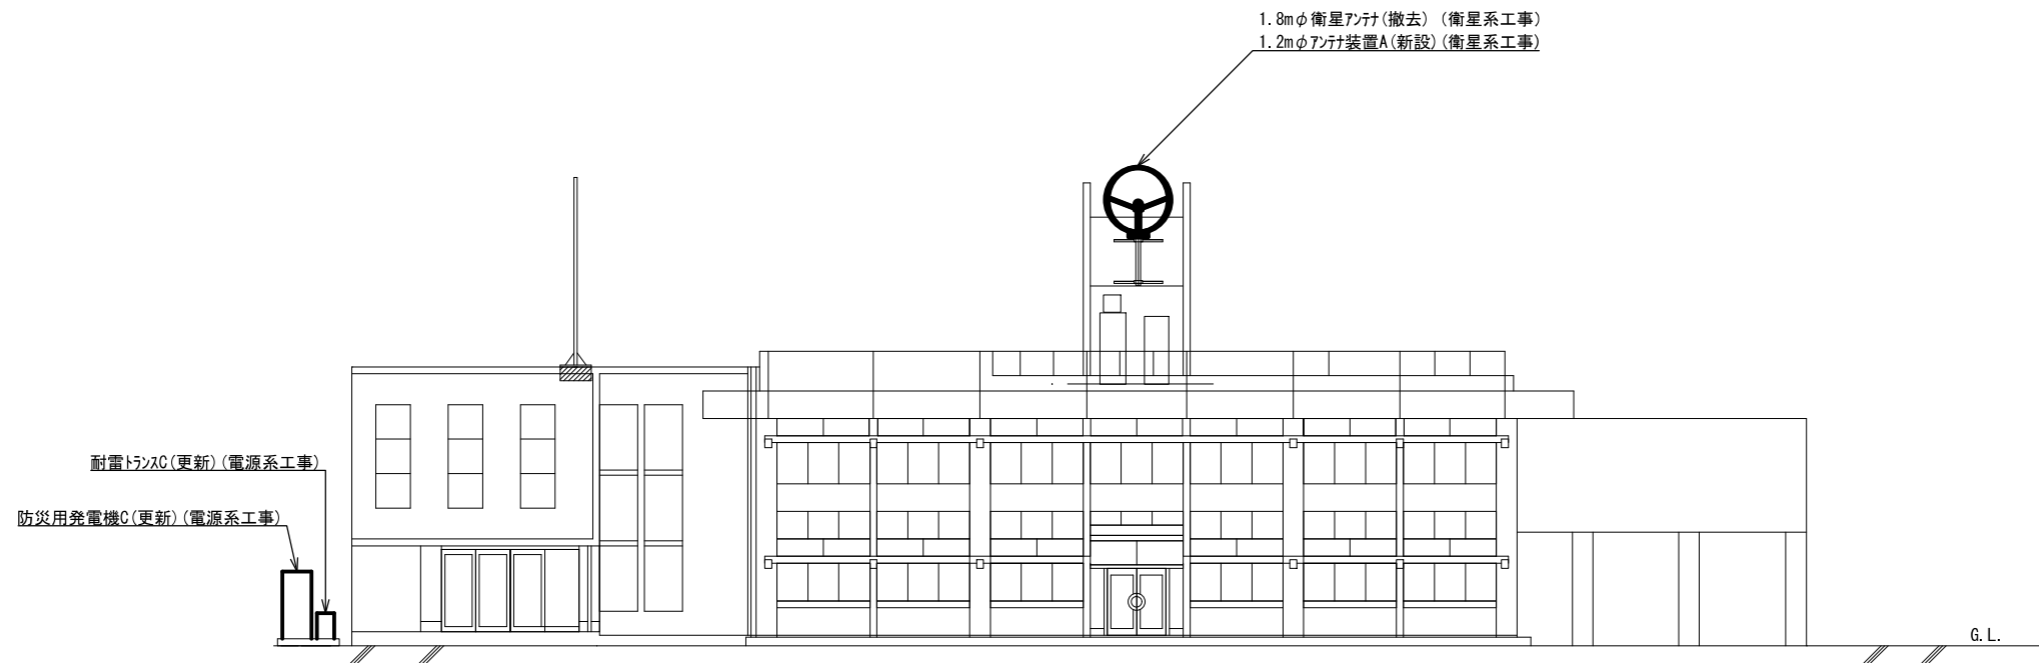 1.8mφ衛星ｱﾝﾃﾅ(撤去) (衛星系工事)
1.2mφｱﾝﾃﾅ装置A(新設)(衛星系工事)
耐雷ﾄﾗﾝｽC(更新)(電源系工事)
防災用発電機C(更新)(電源系工事)
G.L.